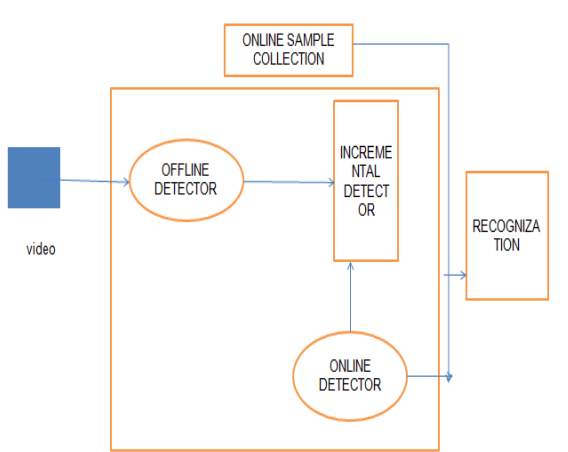 ONLINE SAMPLE
COLLECTION
OFFLINE
DETECTOR
INCREME
NTAL
DETECT
OR
RECOGNIZA
TION
video
ONLINE
DETECTOR